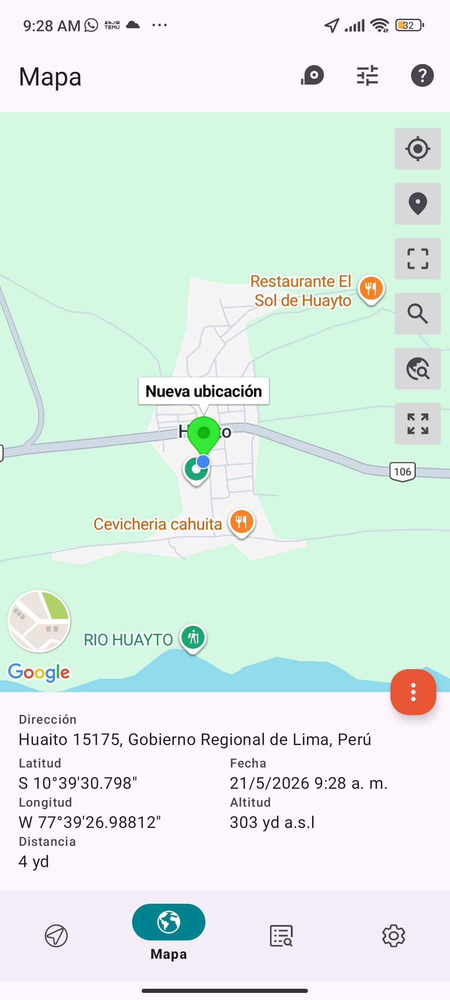 9:28 AM TEMU ... 32
Mapa
Restaurante El
Sol de Huayto
Nueva ubicación
H to
106
Cevicheria cahuita
RIO HUAYTO
Google
Dirección
Huaito 15175, Gobierno Regional de Lima, Perú
Latitud Fecha
S 10°39'30.798" 21/5/2026 9:28 a. m.
Longitud Altitud
W 77°39'26.98812" 303 yd a.s.l
Distancia
4 yd
Mapa